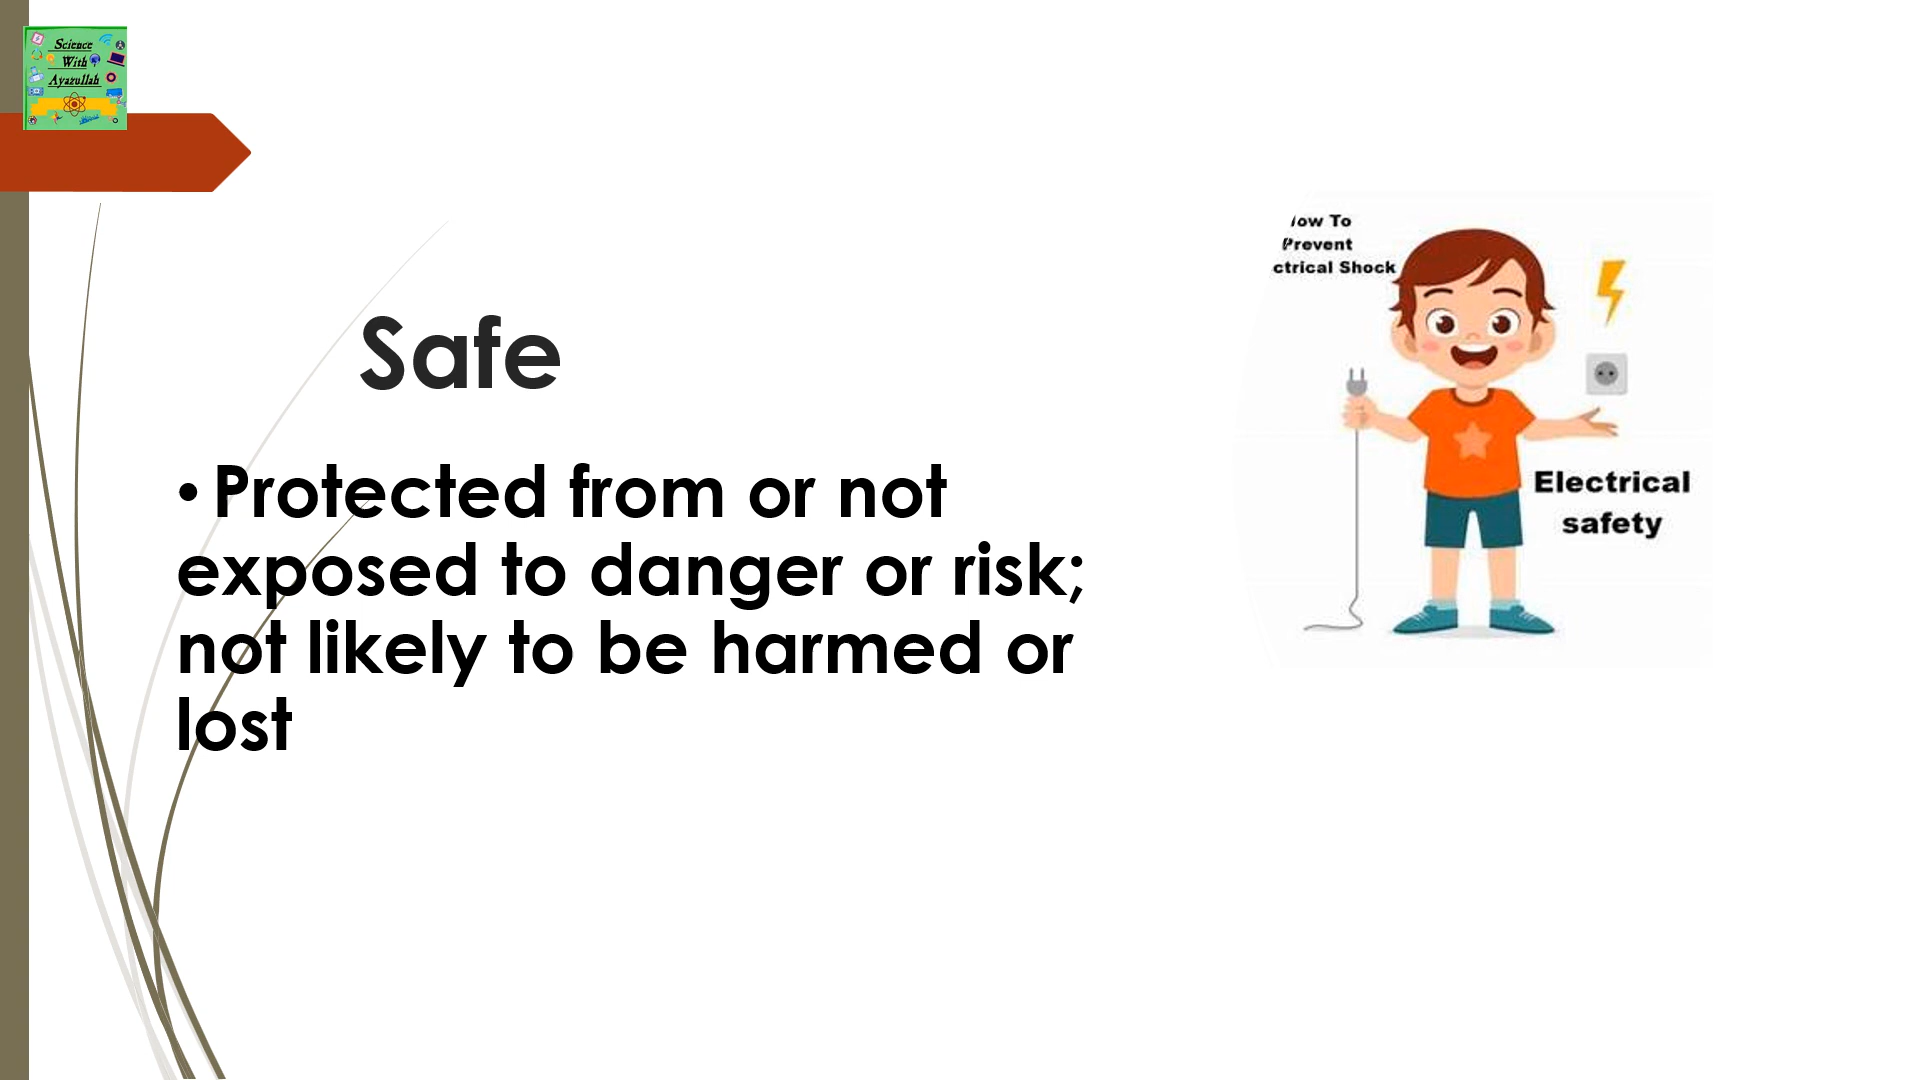 Science
With
Ayazullah
Safe
• Protected from or not
exposed to danger or risk;
not likely to be harmed or
lost
ow To
Prevent
ctrical Shock
Electrical
safety